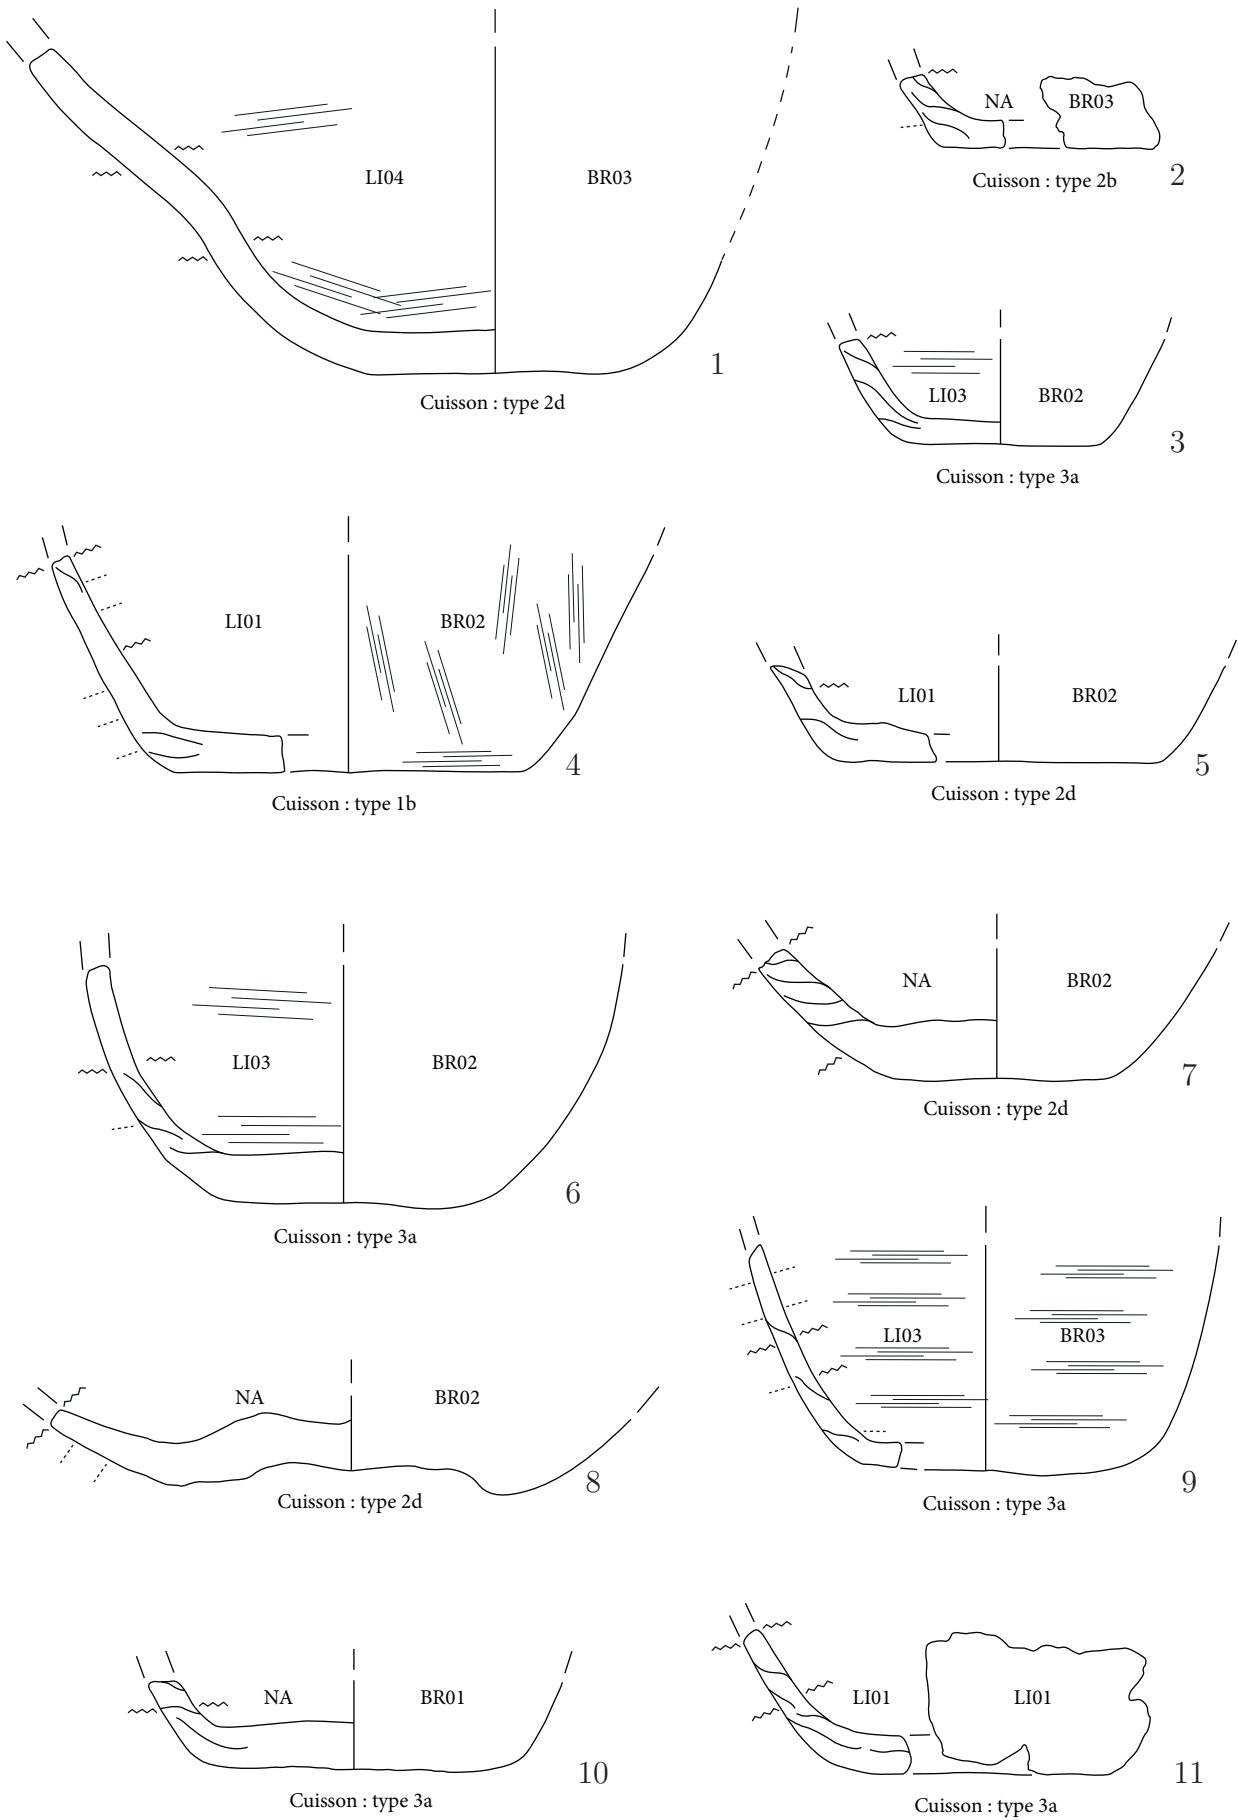 LI04 BR03
1
Cuisson : type 2d
NA BR03
2
Cuisson : type 2b
LI03 BR02
3
Cuisson : type 3a
LI01 BR02
4
Cuisson : type 1b
LI01 BR02
5
Cuisson : type 2d
LI03 BR02
6
Cuisson : type 3a
NA BR02
7
Cuisson : type 2d
NA BR02
8
Cuisson : type 2d
LI03 BR03
9
Cuisson : type 3a
NA BR01
10
Cuisson : type 3a
LI01 LI01
11
Cuisson : type 3a